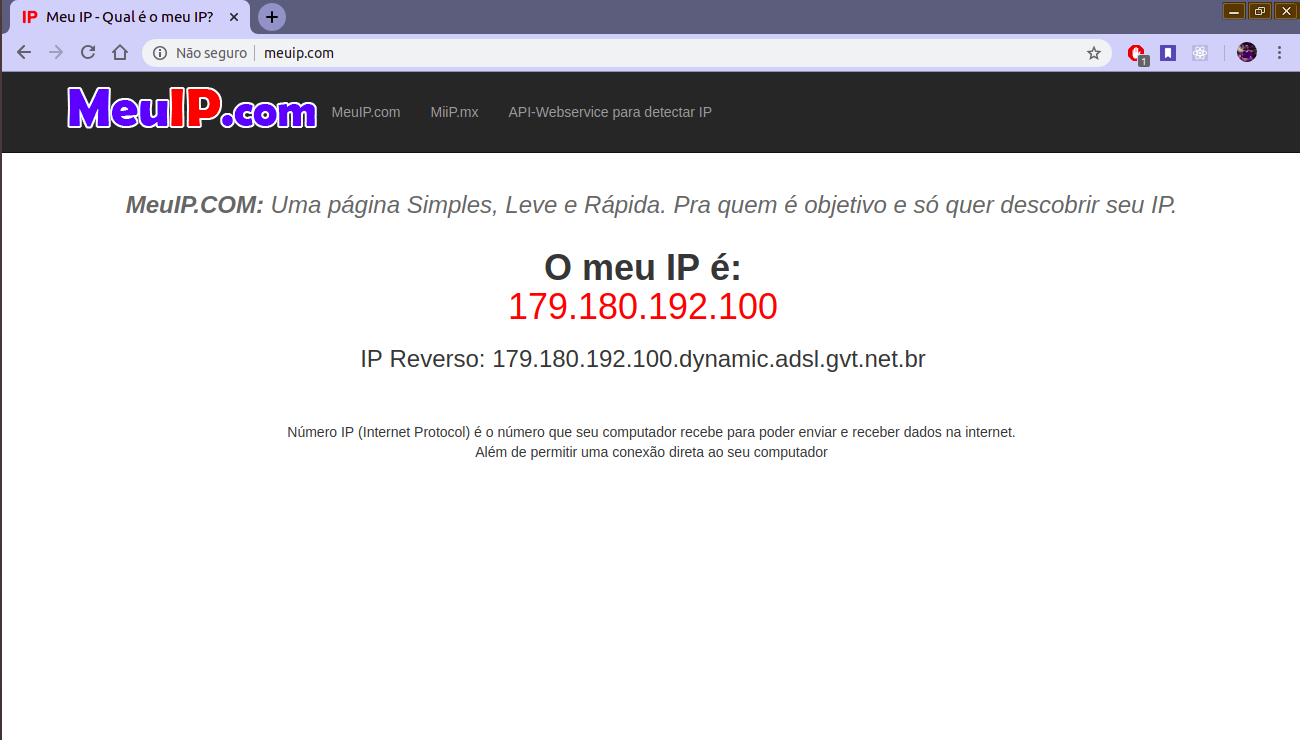 IP Meu IP - Qual é o meu IP?
Não seguro meuip.com
1
MeuIP.com MeuIP.com MiiP.mx API-Webservice para detectar IP
MeuIP.COM: Uma página Simples, Leve e Rápida. Pra quem é objetivo e só quer descobrir seu IP.
O meu IP é:
179.180.192.100
IP Reverso: 179.180.192.100.dynamic.adsl.gvt.net.br
Número IP (Internet Protocol) é o número que seu computador recebe para poder enviar e receber dados na internet.
Além de permitir uma conexão direta ao seu computador